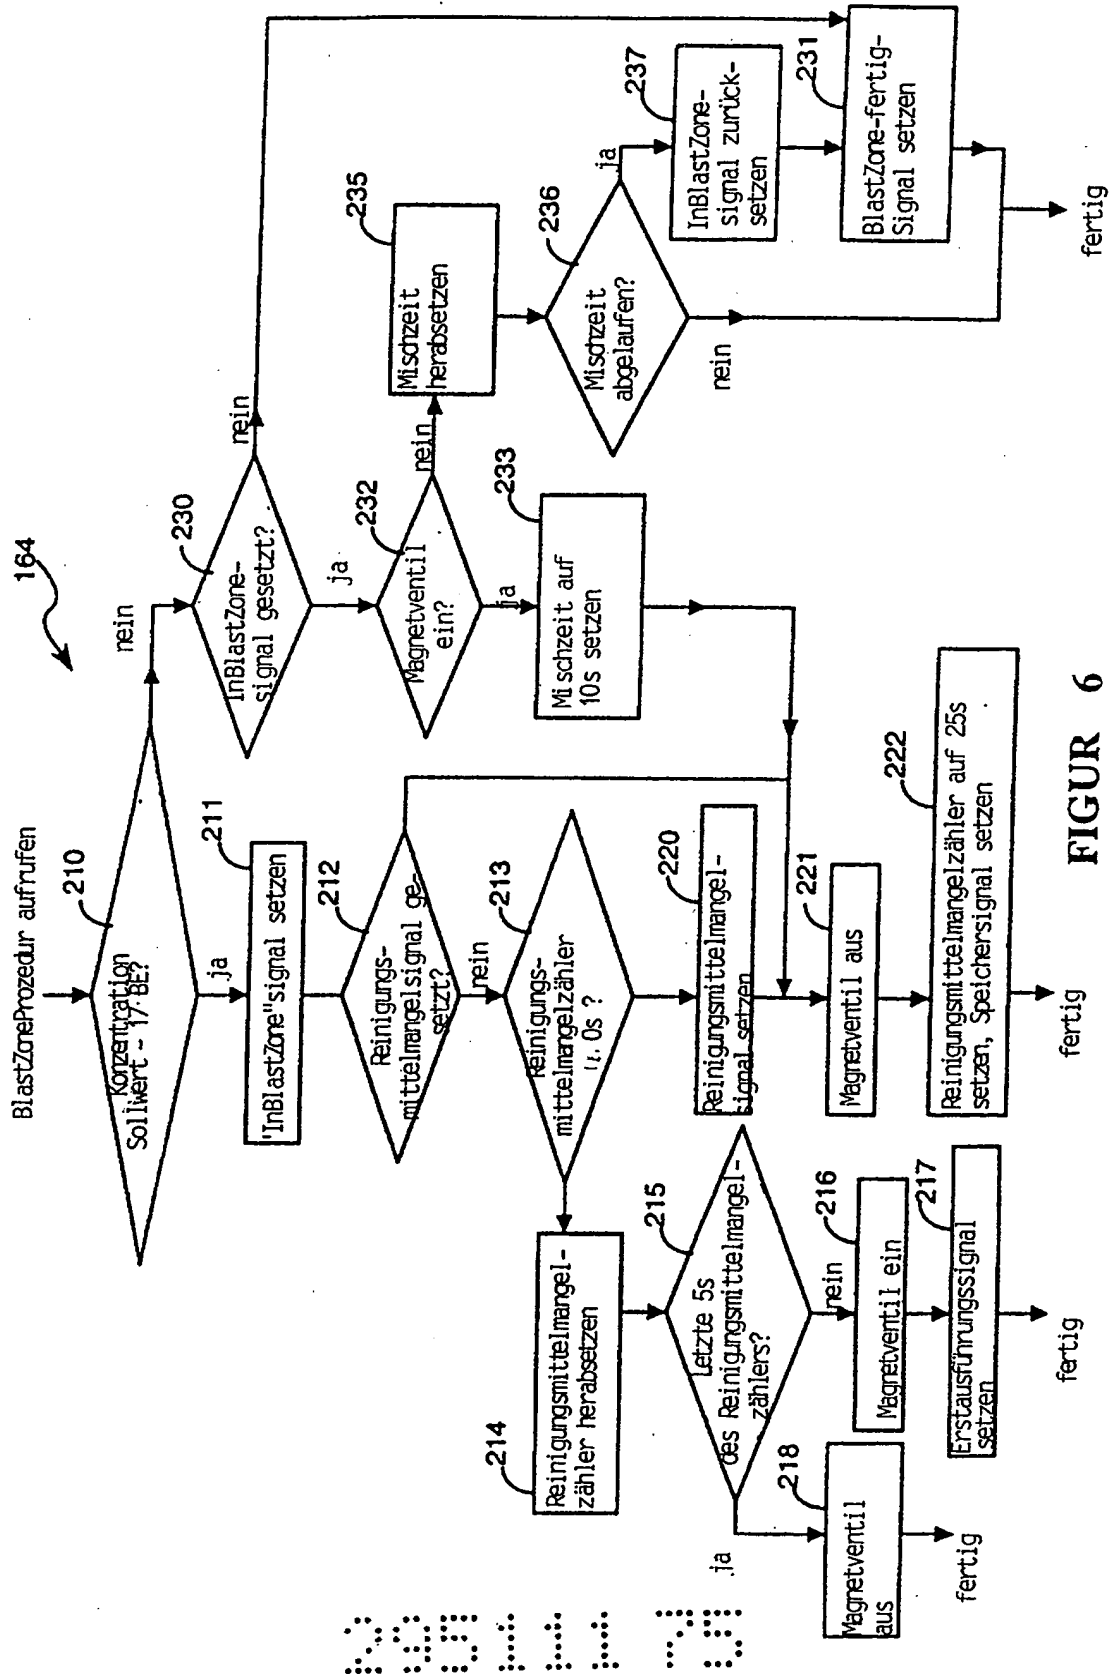 164
BlastZoneProzedur aufrufen
210
Konzentration
Sollwert - 17 BE?
nein
ja
211
"InBlastZone"signal setzen
212
Reinigungs-
mittelmangelsignal ge-
setzt?
nein
213
Reinigungs-
mittelmangelzähler
0s ?
214
Reinigungsmittelmangel-
zähler herabsetzen
215
Letzte 5s
des Reinigungsmittelmangel-
zählers?
ja
nein
216
Magnetventil ein
217
Erstausführungssignal
setzen
fertig
218
Magnetventil
aus
fertig
220
Reinigungsmittelmangel-
signal setzen
221
Magnetventil aus
222
Reinigungsmittelmangelzähler auf 25s
setzen, Speichersignal setzen
fertig
230
InBlastZone-
signal gesetzt?
nein
ja
232
Magnetventil
ein?
nein
ja
233
Mischzeit auf
10s setzen
235
Mischzeit
herabsetzen
236
Mischzeit
abgelaufen?
ja
nein
237
InBlastZone-
signal zurück-
setzen
231
BlastZone-fertig-
Signal setzen
fertig
FIGUR 6
295111 75